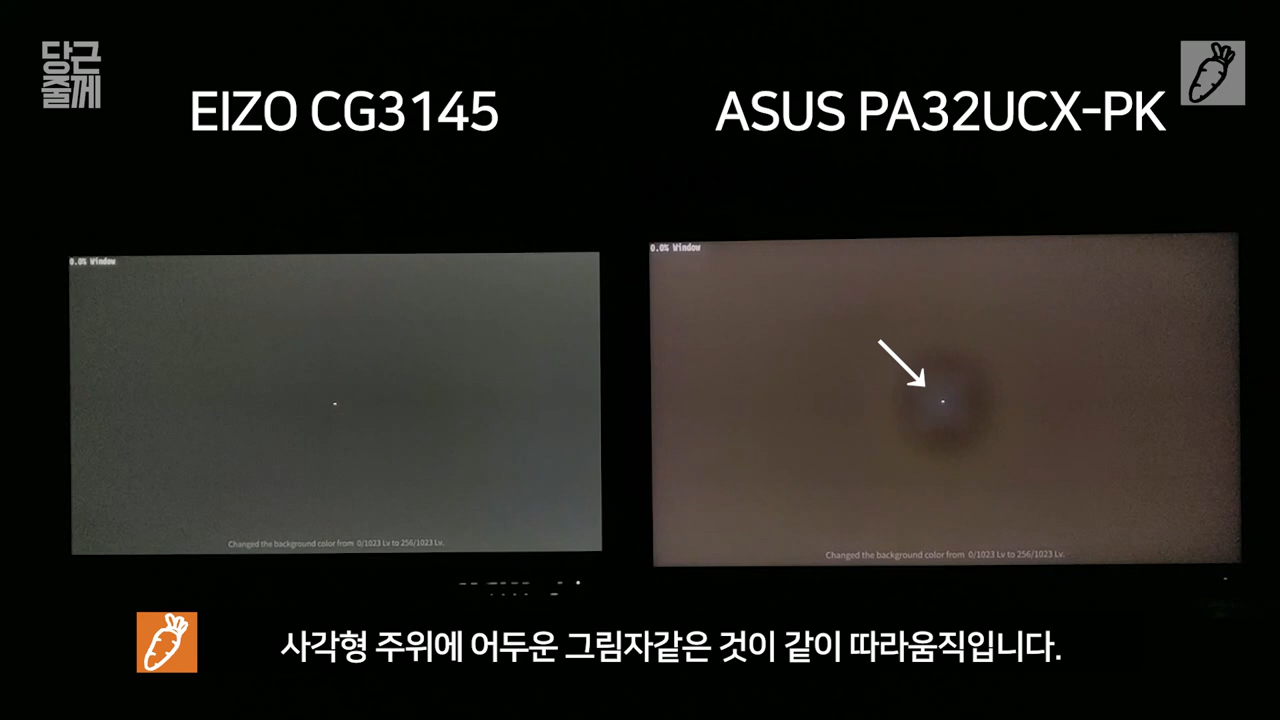 당근
줄께
EIZO CG3145
ASUS PA32UCX-PK
0.0% Window
0.0% Window
Changed the background color from 0/1023 Lv to 256/1023 Lv.
Changed the background color from 0/1023 Lv to 256/1023 Lv.
사각형 주위에 어두운 그림자같은 것이 같이 따라움직입니다.